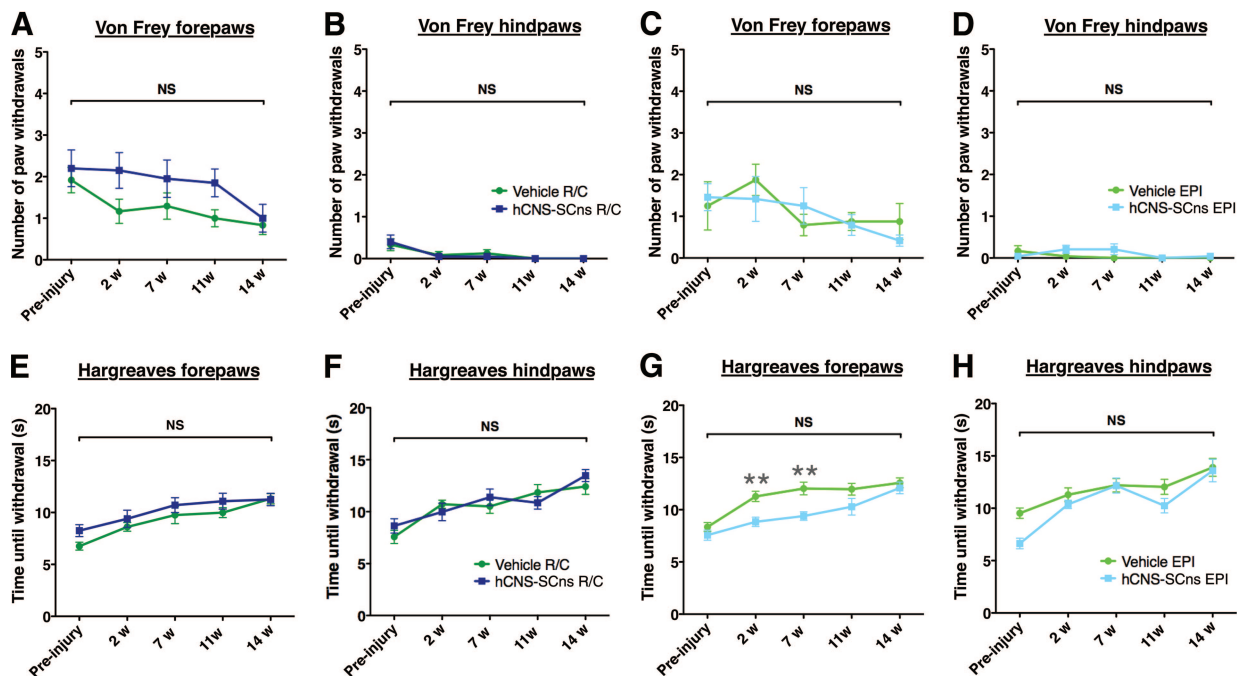 A
Von Frey forepaws
Number of paw withdrawals
5
4
3
2
1
0
NS
Pre-injury
2 w
7 w
11w
14 w
B
Von Frey hindpaws
Number of paw withdrawals
5
4
3
2
1
0
NS
Vehicle R/C
hCNS-SCns R/C
Pre-injury
2 w
7 w
11w
14 w
C
Von Frey forepaws
Number of paw withdrawals
5
4
3
2
1
0
NS
Vehicle EPI
hCNS-SCns EPI
Pre-injury
2 w
7 w
11w
14 w
D
Von Frey hindpaws
Number of paw withdrawals
5
4
3
2
1
0
NS
Vehicle EPI
hCNS-SCns EPI
Pre-injury
2 w
7 w
11w
14 w
E
Hargreaves forepaws
Time until withdrawal (s)
20
15
10
5
0
NS
Pre-injury
2 w
7 w
11w
14 w
F
Hargreaves hindpaws
Time until withdrawal (s)
20
15
10
5
0
NS
Vehicle R/C
hCNS-SCns R/C
Pre-injury
2 w
7 w
11w
14 w
G
Hargreaves forepaws
Time until withdrawal (s)
20
15
10
5
0
NS
**
**
Pre-injury
2 w
7 w
11w
14 w
H
Hargreaves hindpaws
Time until withdrawal (s)
20
15
10
5
0
NS
Vehicle EPI
hCNS-SCns EPI
Pre-injury
2 w
7 w
11w
14 w